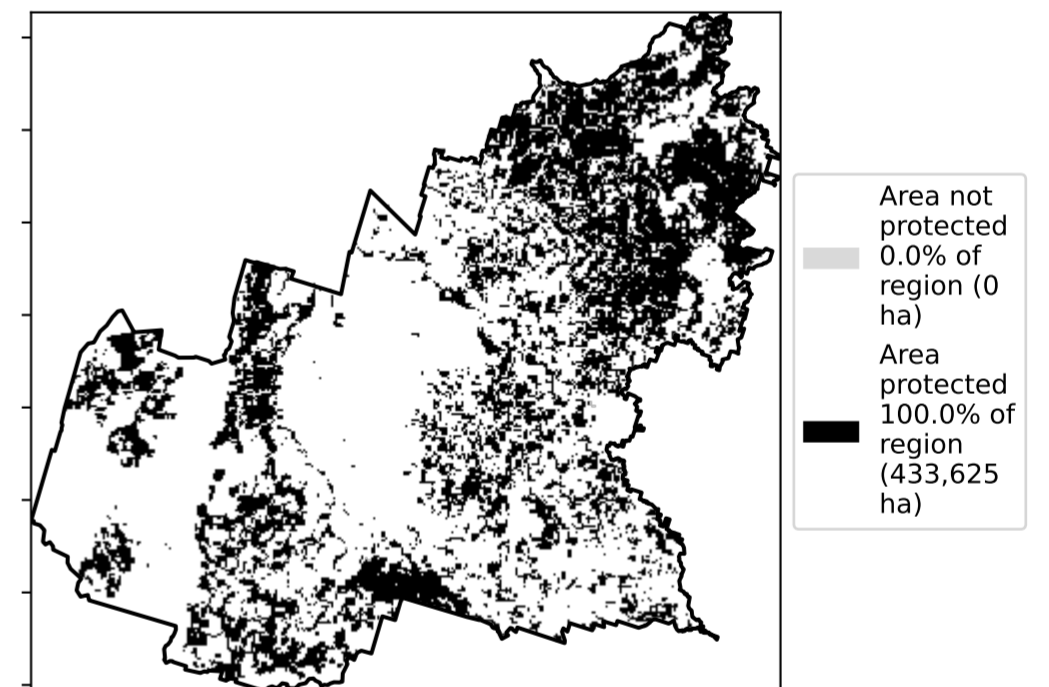 Area not
protected
0.0% of
region (0
ha)
Area
protected
100.0% of
region
(433,625
ha)